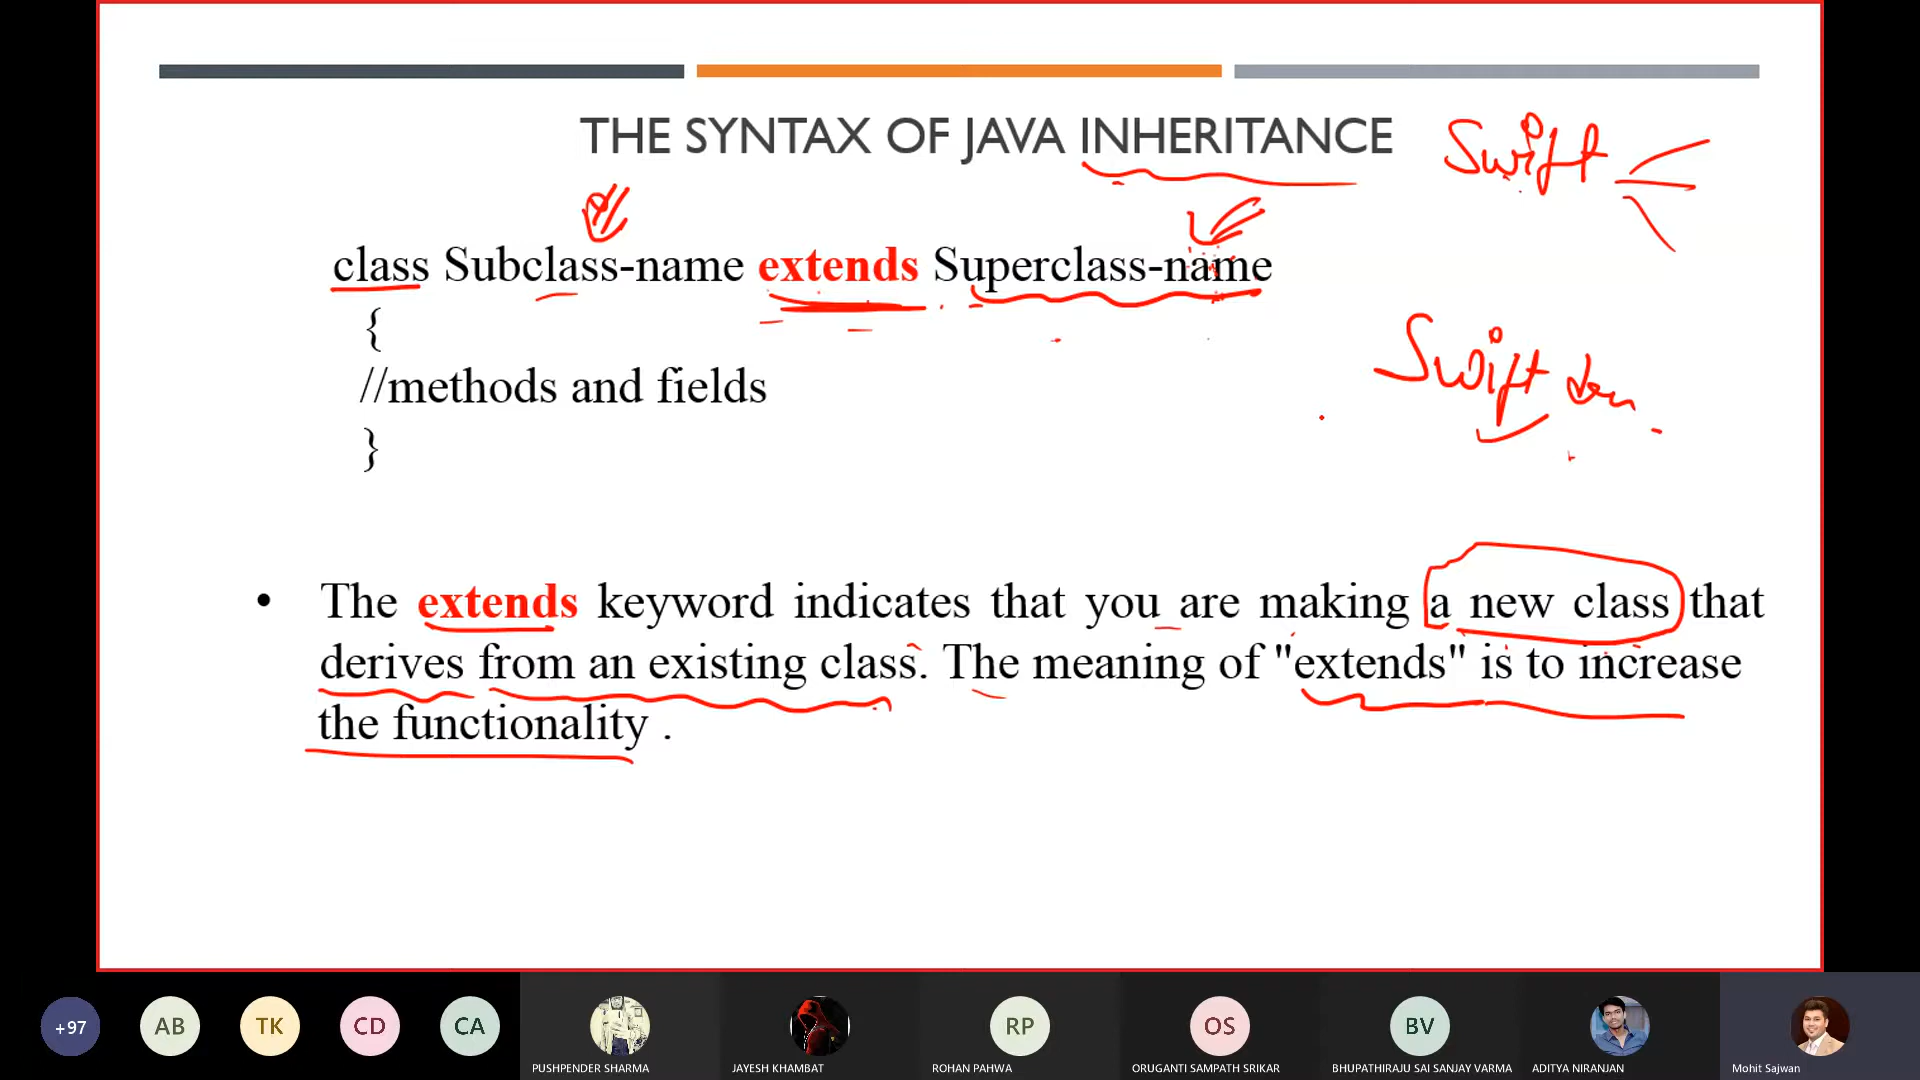 THE SYNTAX OF JAVA INHERITANCE
Swift
class Subclass-name extends Superclass-name
{
//methods and fields
}
Swift
• The extends keyword indicates that you are making a new class that
derives from an existing class. The meaning of "extends" is to increase
the functionality .
+97
AB
TK
CD
CA
RP
OS
BV
PUSHPENDER SHARMA
JAYESH KHAMBAT
ROHAN PAHWA
ORUGANTI SAMPATH SRIKAR
BHUPATHIRAJU SAI SANJAY VARMA
ADITYA NIRANJAN
Mohit Sajwan